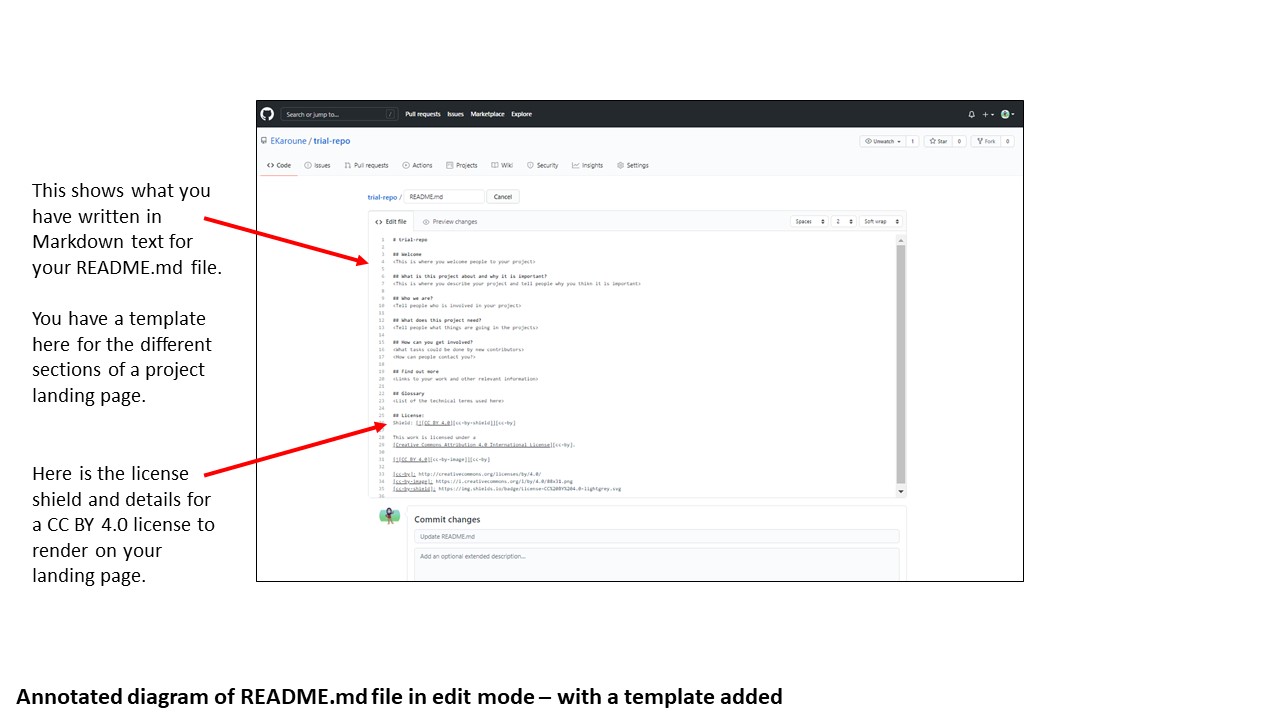 Search or jump to... /
Pull requests Issues Marketplace Explore
EKaroune / trial-repo
Unwatch 1 Star 0 Fork 0
Code Issues Pull requests Actions Projects Wiki Security Insights Settings
This shows what you
have written in
Markdown text for
your README.md file.
You have a template
here for the different
sections of a project
landing page.
Here is the license
shield and details for
a CC BY 4.0 license to
render on your
landing page.
trial-repo / README.md Cancel
Edit file Preview changes Spaces 2 Soft wrap
1 # trial-repo
2
3 ## Welcome
4 <This is where you welcome people to your project>
5
6 ## What is this project about and why it is important?
7 <This is where you describe your project and tell people why you thien it is important>
8
9 ## Who we are?
10 <Tell people who is involved in your project>
11
12 ## What does this project need?
13 <Tell people what things are going in the projects>
14
15 ## How can you get involved?
16 <What tasks could be done by new contributors>
17 <How can people contact you?>
18
19 ## Find out more
20 <Links to your work and other relevant information>
21
22 ## Glossary
23 <List of the technical terms used here>
24
25 ## License:
Shield: [![CC BY 4.0][cc-by-shield]][cc-by]
28 This work is licensed under a
29 [Creative Commons Attribution 4.0 International License][cc-by].
30
31 [![CC BY 4.0][cc-by-image]][cc-by]
32
33 [cc-by]: http://creativecommons.org/licenses/by/4.0/
34 [cc-by-image]: https://i.creativecommons.org/l/by/4.0/88x31.png
35 [cc-by-shield]: https://img.shields.io/badge/License-CC%20BY%204.0-lightgrey.svg
36
Commit changes
Update README.md
Add an optional extended description...
Annotated diagram of README.md file in edit mode – with a template added